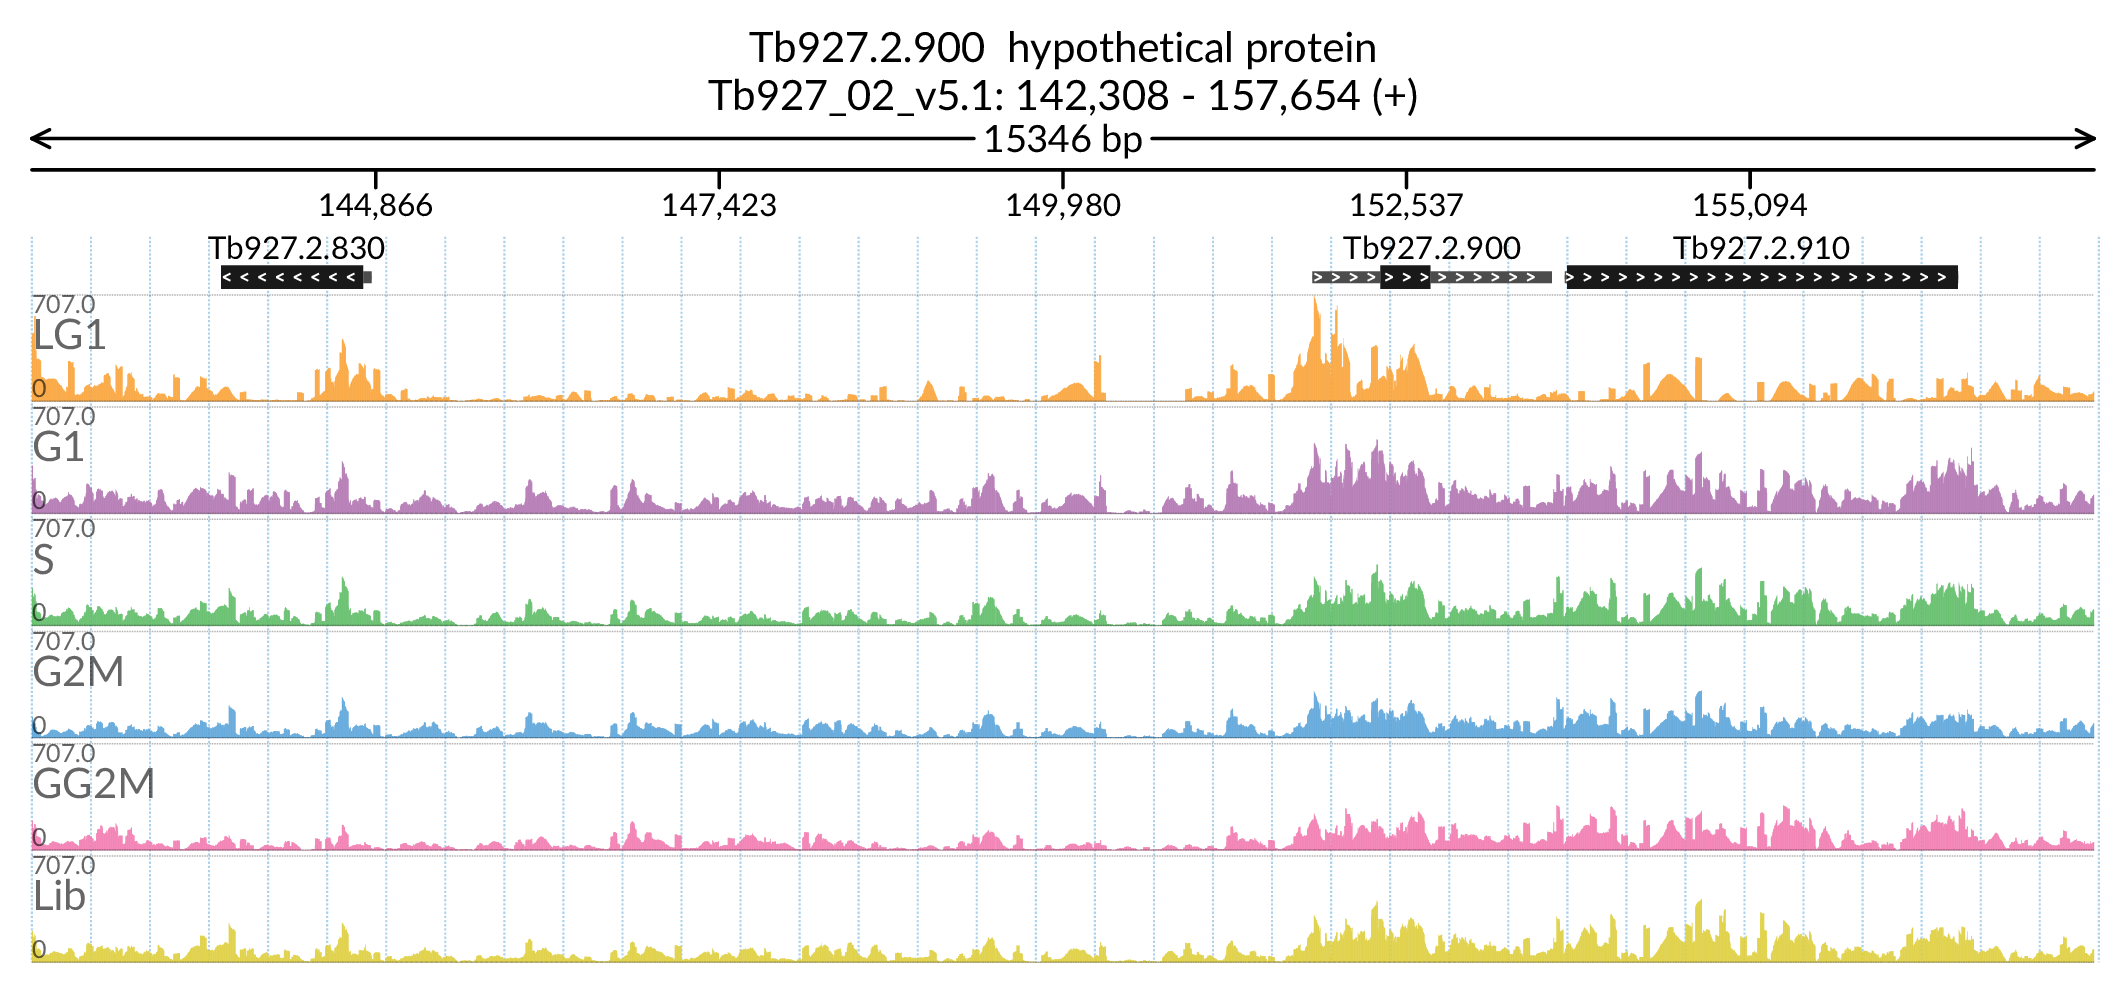 Tb927.2.900  hypothetical protein
Tb927_02_v5.1: 142,308 - 157,654 (+)
15346 bp
144,866 147,423 149,980 152,537 155,094
Tb927.2.830 Tb927.2.900 Tb927.2.910
707.0
LG1
0
707.0
G1
0
707.0
S
0
707.0
G2M
0
707.0
GG2M
0
707.0
Lib
0